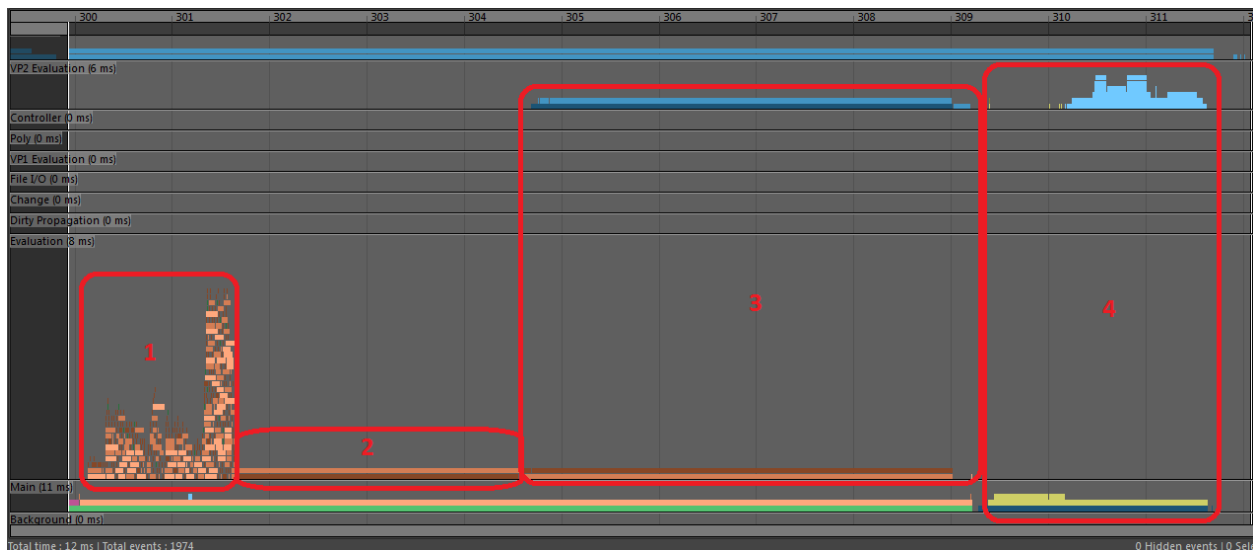 300 301 302 303 304 305 306 307 308 309 310 311
VP2 Evaluation (6 ms)
Controller (0 ms)
Poly (0 ms)
VP1 Evaluation (0 ms)
File I/O (0 ms)
Change (0 ms)
Dirty Propagation (0 ms)
Evaluation (8 ms)
1
2
3
4
Main (11 ms)
Background (0 ms)
Total time : 12 ms | Total events : 1974
0 Hidden events | 0 Sele